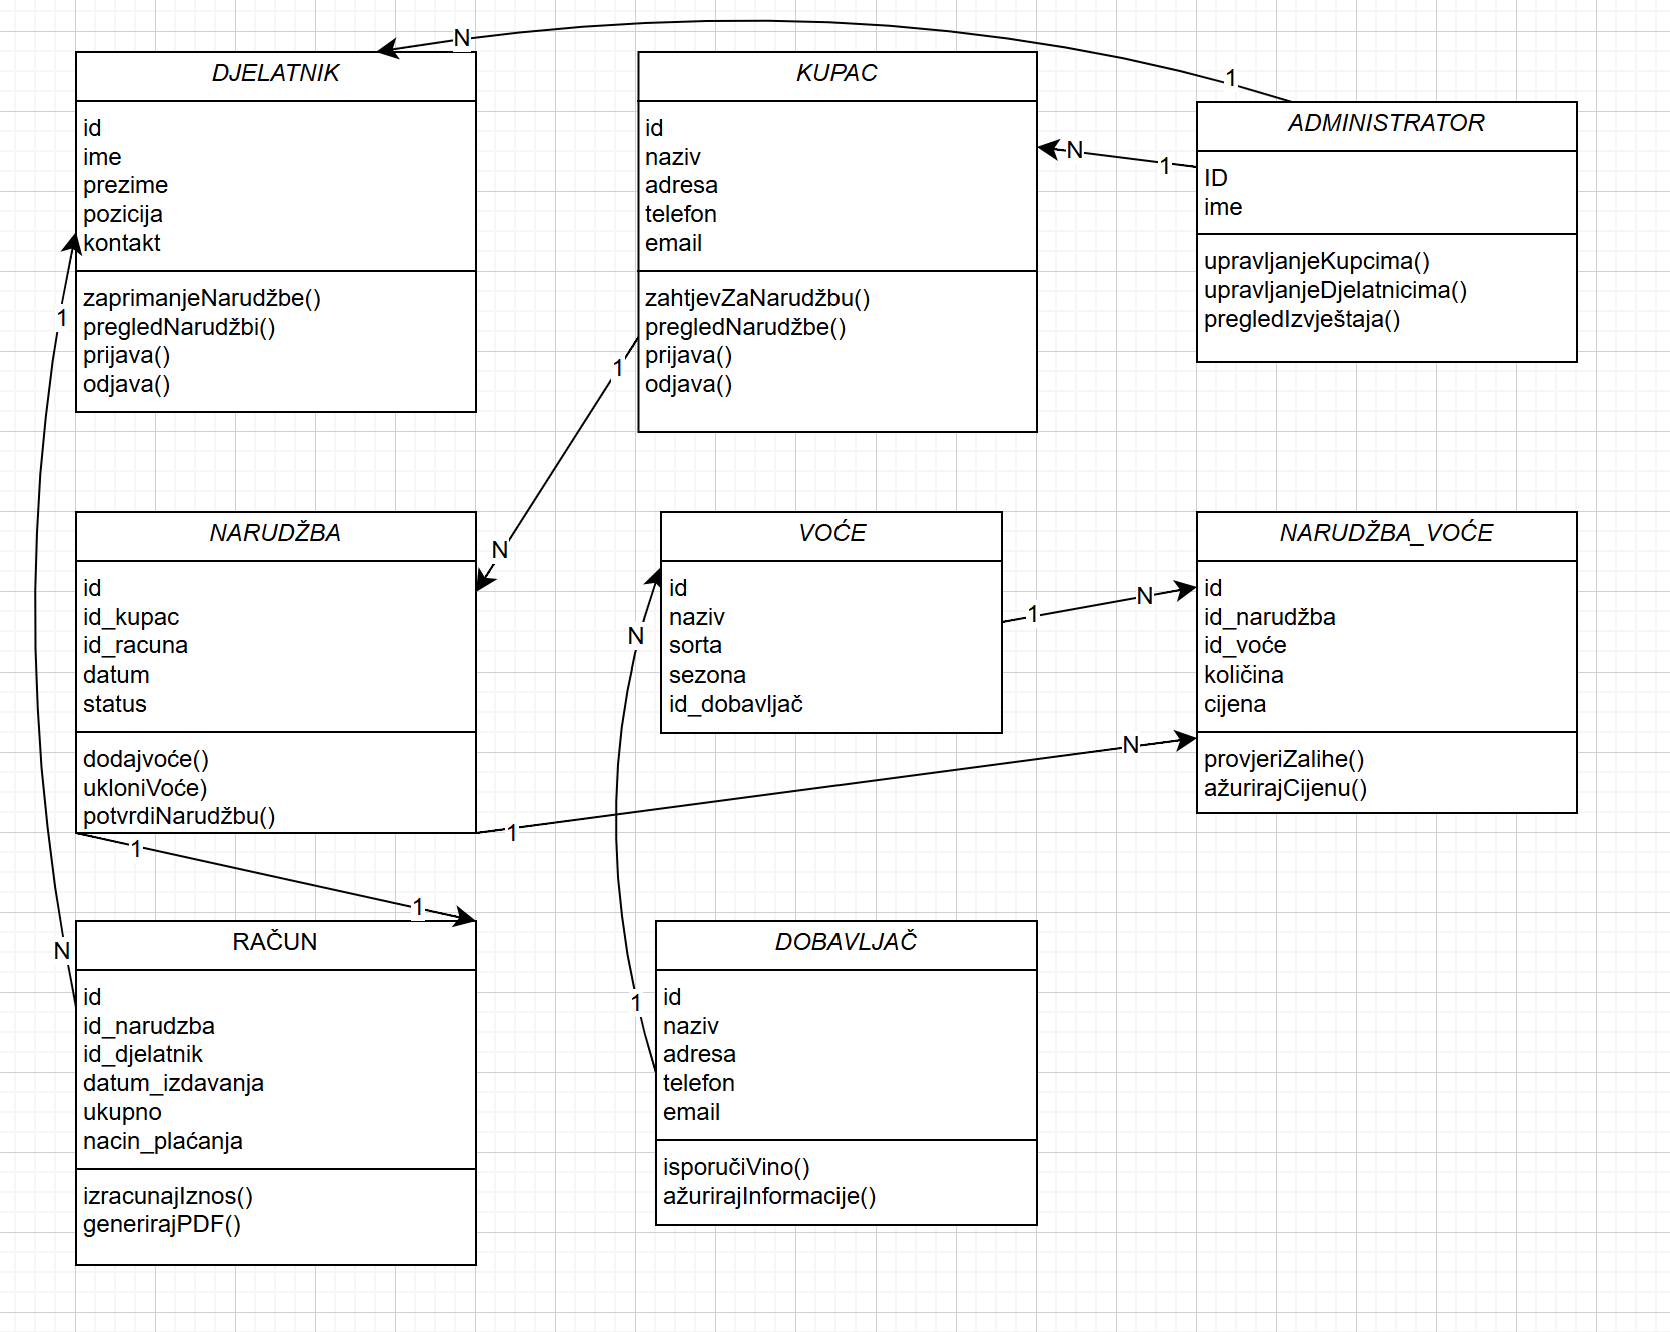 DJELATNIK
id
ime
prezime
pozicija
kontakt
zaprimanjeNarudžbe()
pregledNarudžbi()
prijava()
odjava()
KUPAC
id
naziv
adresa
telefon
email
zahtjevZaNarudžbu()
pregledNarudžbe()
prijava()
odjava()
ADMINISTRATOR
ID
ime
upravljanjeKupcima()
upravljanjeDjelatnicima()
pregledIzvještaja()
N
1
N
1
1
1
N
NARUDŽBA
id
id_kupac
id_racuna
datum
status
dodajvoće()
ukloniVoće)
potvrdiNarudžbu()
VOĆE
id
naziv
sorta
sezona
id_dobavljač
NARUDŽBA_VOĆE
id
id_narudžba
id_voće
količina
cijena
provjeriZalihe()
ažurirajCijenu()
1
N
N
N
1
1
1
N
1
RAČUN
id
id_narudzba
id_djelatnik
datum_izdavanja
ukupno
nacin_plaćanja
izracunajIznos()
generirajPDF()
DOBAVLJAČ
id
naziv
adresa
telefon
email
isporučiVino()
ažurirajInformacije()